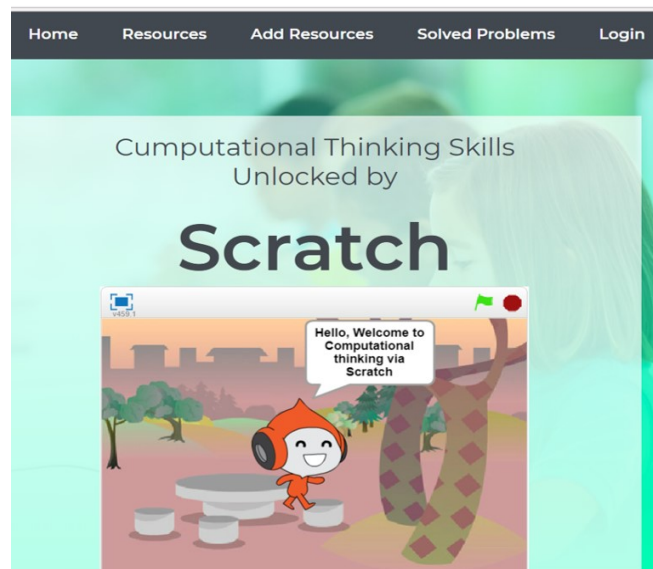 Home Resources Add Resources Solved Problems Login
Cumputational Thinking Skills
Unlocked by
Scratch
v459.1
Hello, Welcome to
Computational
thinking via
Scratch